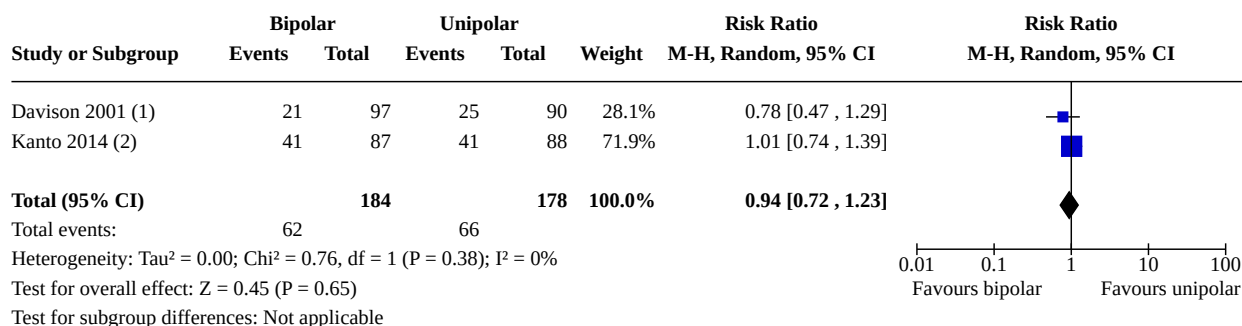 Bipolar Unipolar Risk Ratio Risk Ratio
Study or Subgroup Events Total Events Total Weight M-H, Random, 95% CI M-H, Random, 95% CI
Davison 2001 (1) 21 97 25 90 28.1% 0.78 [0.47 , 1.29]
Kanto 2014 (2) 41 87 41 88 71.9% 1.01 [0.74 , 1.39]
Total (95% CI) 184 178 100.0% 0.94 [0.72 , 1.23]
Total events: 62 66
Heterogeneity: Tau² = 0.00; Chi² = 0.76, df = 1 (P = 0.38); I² = 0%
0.01 0.1 1 10 100
Test for overall effect: Z = 0.45 (P = 0.65) Favours bipolar Favours unipolar
Test for subgroup differences: Not applicable